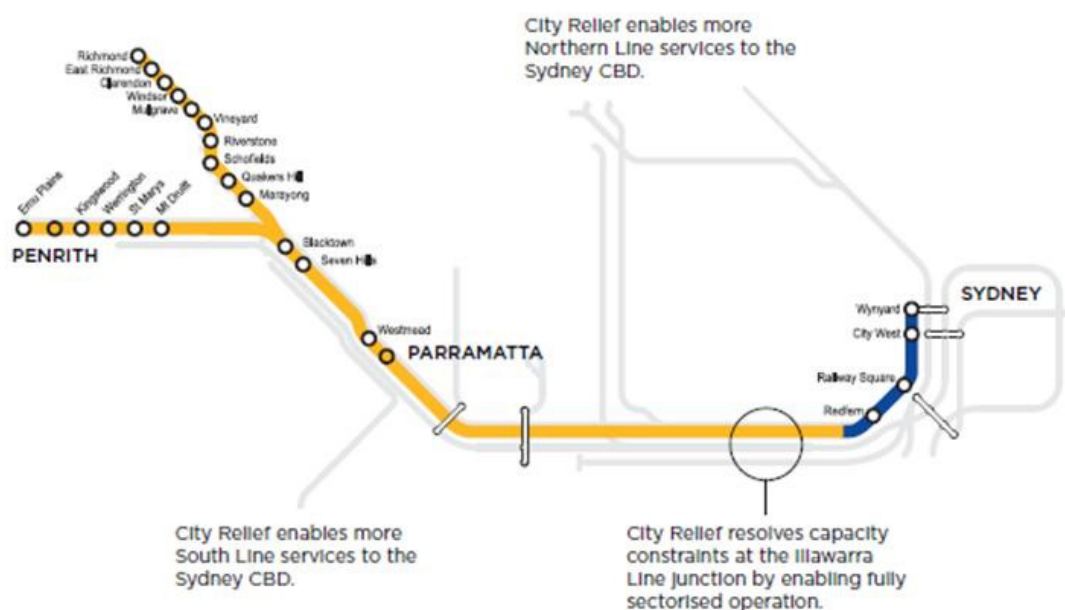 City Relief enables more
Northern Line services to the
Sydney CBD.
Richmond
East Richmond
Clarendon
Windsor
Mulgrave
Vineyard
Riverstone
Schofields
Quakers Hill
Marayong
Emu Plains
Kingswood
Werrington
St Marys
Mt Druitt
PENRITH
Blacktown
Seven Hills
Westmead
PARRAMATTA
SYDNEY
Wynyard
City West
Railway Square
Redfern
City Relief enables more
South Line services to the
Sydney CBD.
City Relief resolves capacity
constraints at the Illawarra
Line junction by enabling fully
sectorised operation.